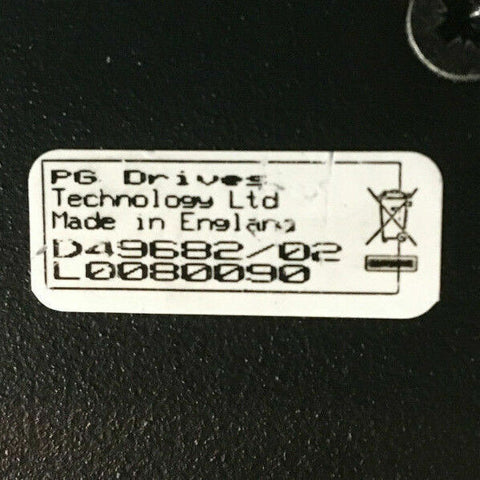 PG Drives
Technology Ltd
Made in England
D49682/02
L0080090